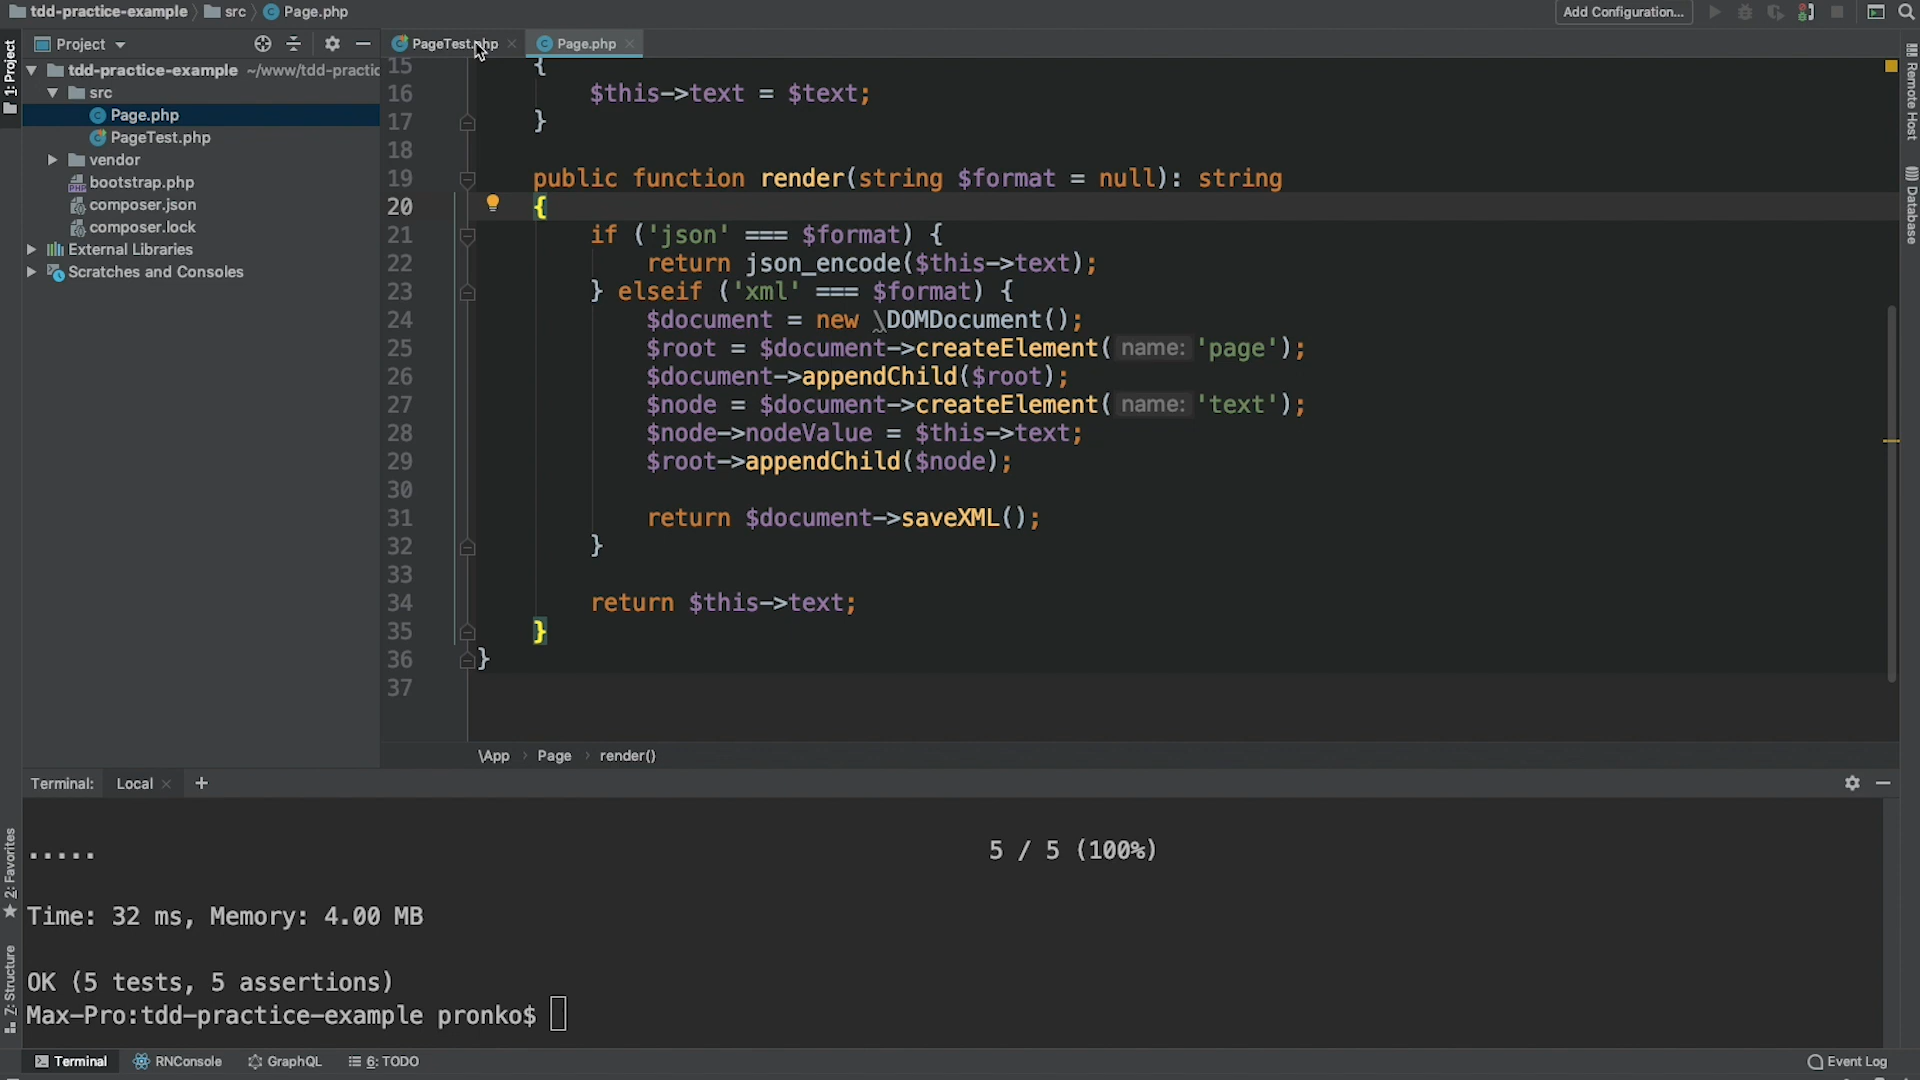 tdd-practice-example src Page.php
Add Configuration...
1: Project
Project
PageTest.php Page.php
tdd-practice-example ~/www/tdd-practic
src
Page.php
PageTest.php
vendor
bootstrap.php
composer.json
composer.lock
External Libraries
Scratches and Consoles
15 {
16 $this->text = $text;
17 }
18
19 public function render(string $format = null): string
20 {
21 if ('json' === $format) {
22 return json_encode($this->text);
23 } elseif ('xml' === $format) {
24 $document = new \DOMDocument();
25 $root = $document->createElement( name: 'page');
26 $document->appendChild($root);
27 $node = $document->createElement( name: 'text');
28 $node->nodeValue = $this->text;
29 $root->appendChild($node);
30
31 return $document->saveXML();
32 }
33
34 return $this->text;
35 }
36 }
37
\App Page render()
Remote Host
Database
Terminal: Local +
..... 5 / 5 (100%)
Time: 32 ms, Memory: 4.00 MB
OK (5 tests, 5 assertions)
Max-Pro:tdd-practice-example pronko$
2: Favorites
7: Structure
Terminal RNConsole GraphQL 6: TODO
Event Log